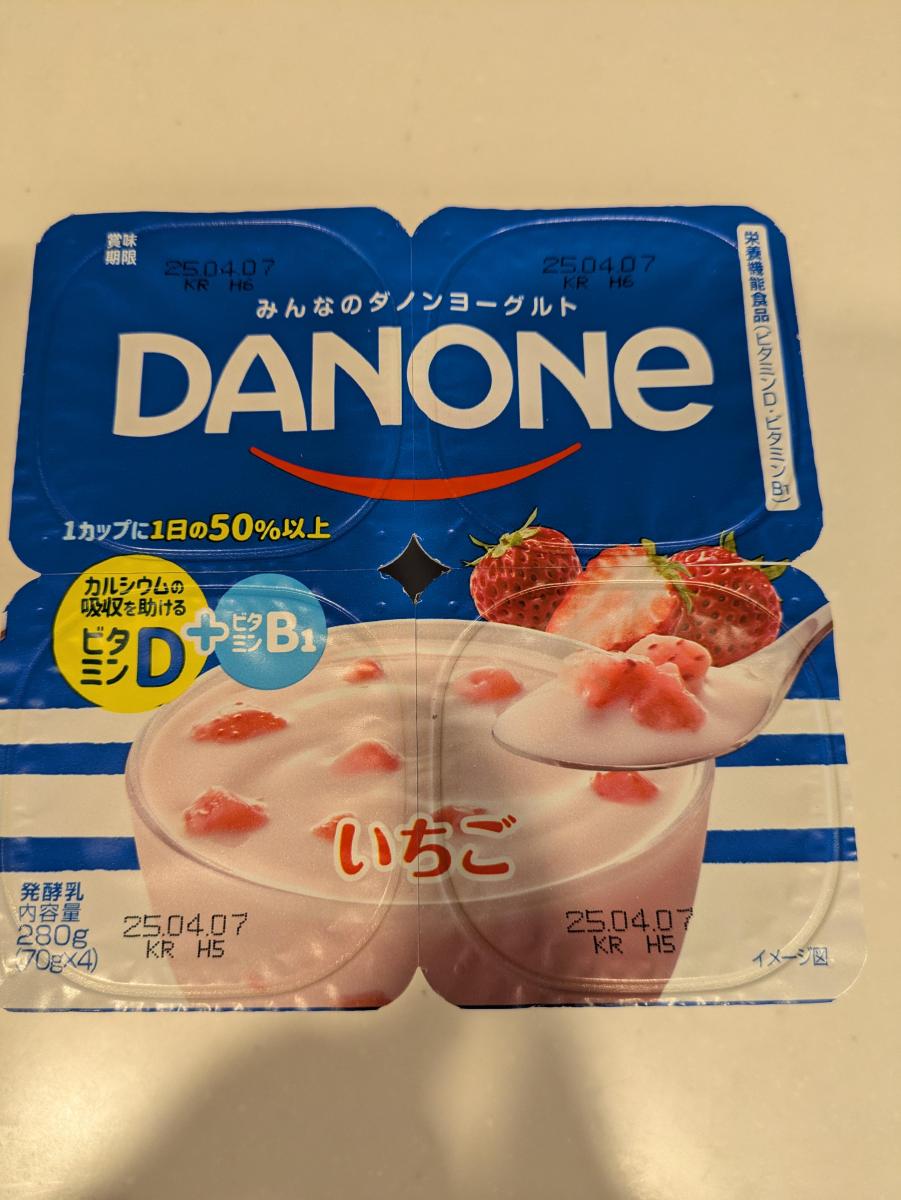 賞味
期限
25.04.07
KR H6
25.04.07
KR H6
みんなのダノンヨーグルト
DANONe
栄養機能食品(ビタミンD・ビタミンB1)
1カップに1日の50%以上
カルシウムの
吸収を助ける
ビタミンD
+
ビタミンB1
いちご
発酵乳
内容量
280g
(70g×4)
25.04.07
KR H5
25.04.07
KR H5
イメージ図